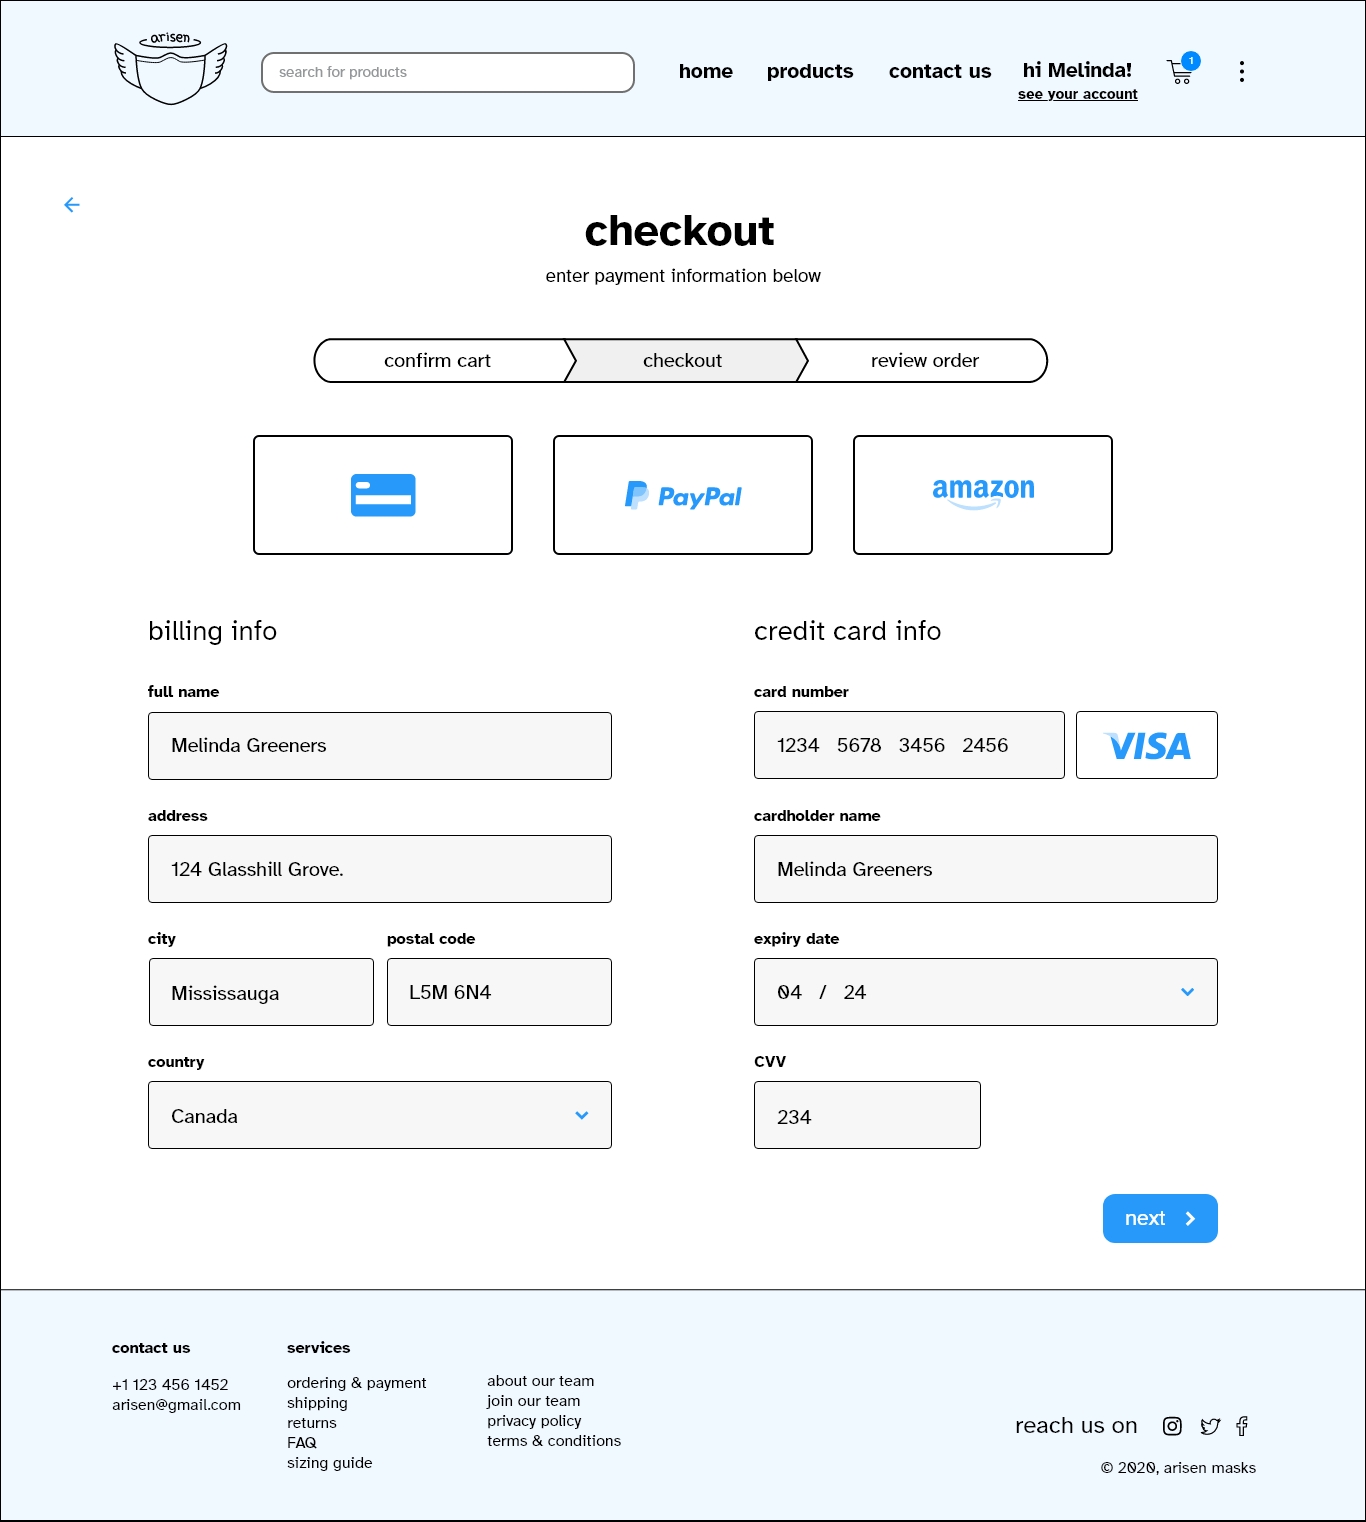 arisen
search for products
home
products
contact us
hi Melinda!
see your account
1
checkout
enter payment information below
confirm cart
checkout
review order
PayPal
amazon
billing info
full name
Melinda Greeners
address
124 Glasshill Grove.
city
postal code
Mississauga
L5M 6N4
country
Canada
credit card info
card number
1234 5678 3456 2456
VISA
cardholder name
Melinda Greeners
expiry date
04 / 24
CVV
234
next
contact us
+1 123 456 1452
arisen@gmail.com
services
ordering & payment
shipping
returns
FAQ
sizing guide
about our team
join our team
privacy policy
terms & conditions
reach us on
© 2020, arisen masks